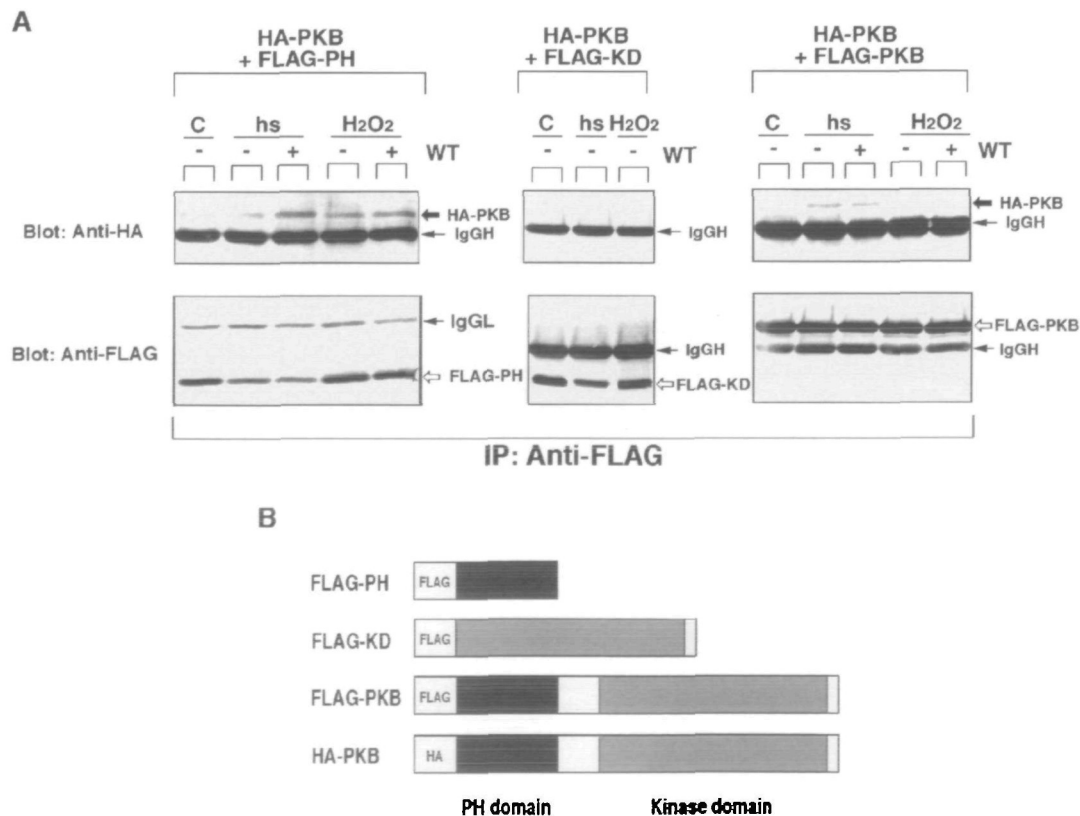 A
HA-PKB
+ FLAG-PH
HA-PKB
+ FLAG-KD
HA-PKB
+ FLAG-PKB
C hs H2O2
- - + - + WT
C hs H2O2
- - - WT
C hs H2O2
- - + - + WT
Blot: Anti-HA
HA-PKB
IgGH
IgGH
HA-PKB
IgGH
Blot: Anti-FLAG
IgGL
FLAG-PH
IgGH
FLAG-KD
FLAG-PKB
IgGH
IP: Anti-FLAG
B
FLAG-PH FLAG
FLAG-KD FLAG
FLAG-PKB FLAG
HA-PKB HA
PH domain Kinase domain